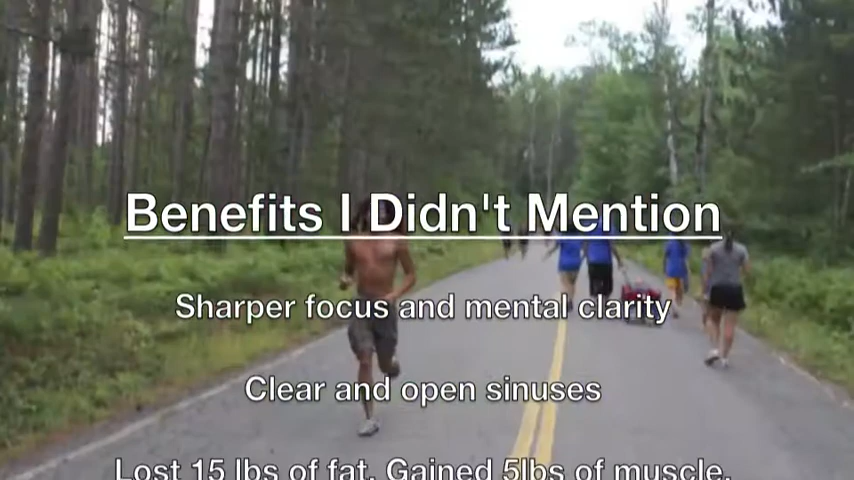 Benefits I Didn't Mention
Sharper focus and mental clarity
Clear and open sinuses
Lost 15 lbs of fat. Gained 5lbs of muscle.